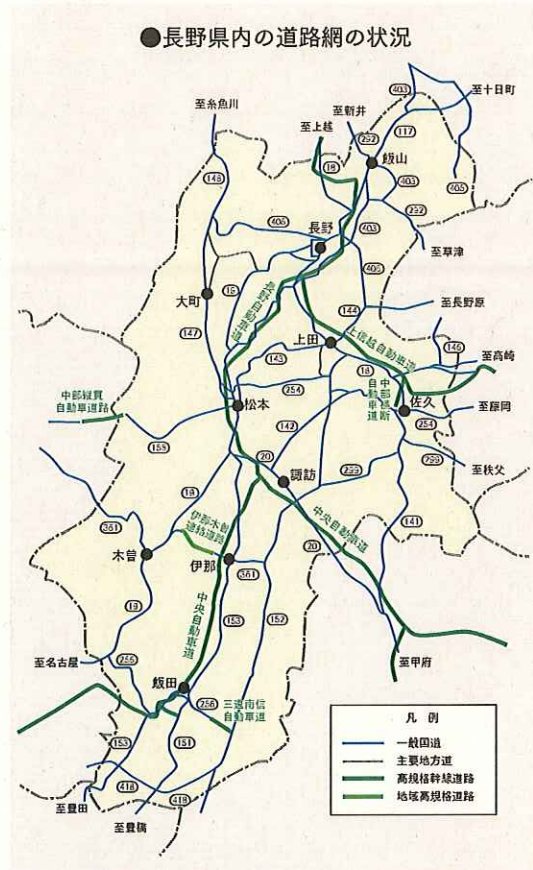 ●長野県内の道路網の状況
403
至十日町
至糸魚川
至新井
至上越
292
117
18
飯山
403
405
148
292
406
長野
403
至草津
406
19
大町
長野自動車道
至長野原
144
上田
上信越自動車道
146
147
143
18
至高崎
中部縦貫
自動車道路
254
中部横断
自動車道
佐久
松本
至藤岡
142
254
158
20
299
299
諏訪
至秩父
19
141
361
伊那木曽
連絡道路
中央自動車道
木曽
伊那
20
361
19
中央自動車道
153
152
至名古屋
256
至甲府
飯田
256
三遠南信
自動車道
153
151
418
418
至豊田
至豊橋
凡例
一般国道
主要地方道
高規格幹線道路
地域高規格道路